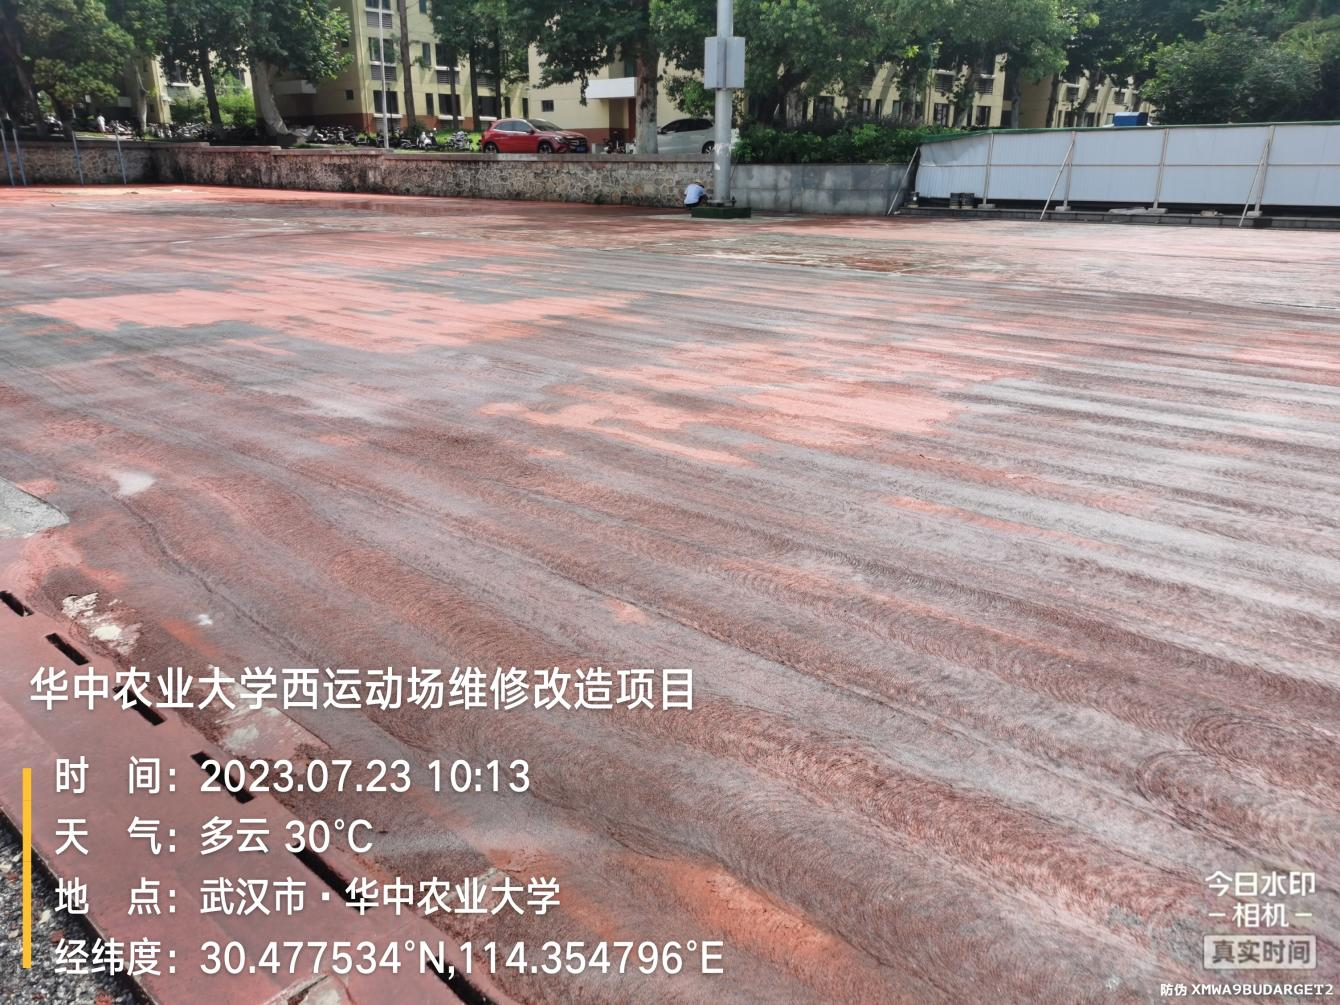 华中农业大学西运动场维修改造项目
时 间：2023.07.23 10:13
天 气：多云 30℃
地 点：武汉市·华中农业大学
经纬度：30.477534°N,114.354796°E
今日水印
-相机-
真实时间
防伪 XMWA9BUDARGET2